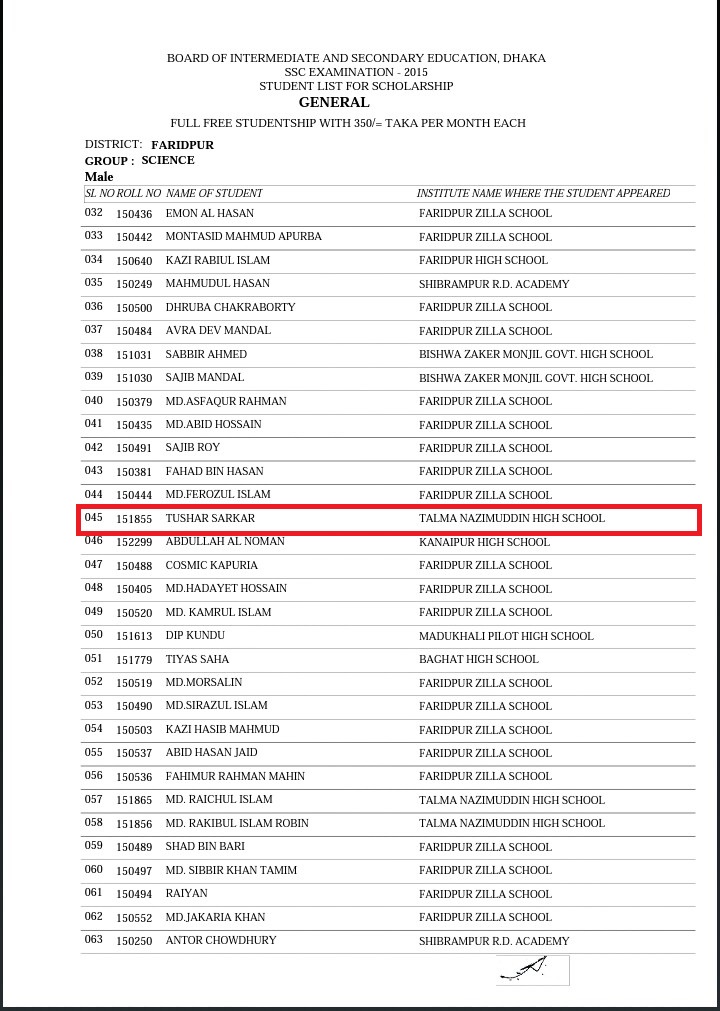 BOARD OF INTERMEDIATE AND SECONDARY EDUCATION, DHAKA
SSC EXAMINATION - 2015
STUDENT LIST FOR SCHOLARSHIP
GENERAL
FULL FREE STUDENTSHIP WITH 350/= TAKA PER MONTH EACH
DISTRICT: FARIDPUR
GROUP : SCIENCE
Male
SL NO ROLL NO NAME OF STUDENT INSTITUTE NAME WHERE THE STUDENT APPEARED
032 150436 EMON AL HASAN FARIDPUR ZILLA SCHOOL
033 150442 MONTASID MAHMUD APURBA FARIDPUR ZILLA SCHOOL
034 150640 KAZI RABIUL ISLAM FARIDPUR HIGH SCHOOL
035 150249 MAHMUDUL HASAN SHIBRAMPUR R.D. ACADEMY
036 150500 DHRUBA CHAKRABORTY FARIDPUR ZILLA SCHOOL
037 150484 AVRA DEV MANDAL FARIDPUR ZILLA SCHOOL
038 151031 SABBIR AHMED BISHWA ZAKER MONJIL GOVT. HIGH SCHOOL
039 151030 SAJIB MANDAL BISHWA ZAKER MONJIL GOVT. HIGH SCHOOL
040 150379 MD.ASFAQUR RAHMAN FARIDPUR ZILLA SCHOOL
041 150435 MD.ABID HOSSAIN FARIDPUR ZILLA SCHOOL
042 150491 SAJIB ROY FARIDPUR ZILLA SCHOOL
043 150381 FAHAD BIN HASAN FARIDPUR ZILLA SCHOOL
044 150444 MD.FEROZUL ISLAM FARIDPUR ZILLA SCHOOL
045 151855 TUSHAR SARKAR TALMA NAZIMUDDIN HIGH SCHOOL
046 152299 ABDULLAH AL NOMAN KANAIPUR HIGH SCHOOL
047 150488 COSMIC KAPURIA FARIDPUR ZILLA SCHOOL
048 150405 MD.HADAYET HOSSAIN FARIDPUR ZILLA SCHOOL
049 150520 MD. KAMRUL ISLAM FARIDPUR ZILLA SCHOOL
050 151613 DIP KUNDU MADUKHALI PILOT HIGH SCHOOL
051 151779 TIYAS SAHA BAGHAT HIGH SCHOOL
052 150519 MD.MORSALIN FARIDPUR ZILLA SCHOOL
053 150490 MD.SIRAZUL ISLAM FARIDPUR ZILLA SCHOOL
054 150503 KAZI HASIB MAHMUD FARIDPUR ZILLA SCHOOL
055 150537 ABID HASAN JAID FARIDPUR ZILLA SCHOOL
056 150536 FAHIMUR RAHMAN MAHIN FARIDPUR ZILLA SCHOOL
057 151865 MD. RAICHUL ISLAM TALMA NAZIMUDDIN HIGH SCHOOL
058 151856 MD. RAKIBUL ISLAM ROBIN TALMA NAZIMUDDIN HIGH SCHOOL
059 150489 SHAD BIN BARI FARIDPUR ZILLA SCHOOL
060 150497 MD. SIBBIR KHAN TAMIM FARIDPUR ZILLA SCHOOL
061 150494 RAIYAN FARIDPUR ZILLA SCHOOL
062 150552 MD.JAKARIA KHAN FARIDPUR ZILLA SCHOOL
063 150250 ANTOR CHOWDHURY SHIBRAMPUR R.D. ACADEMY